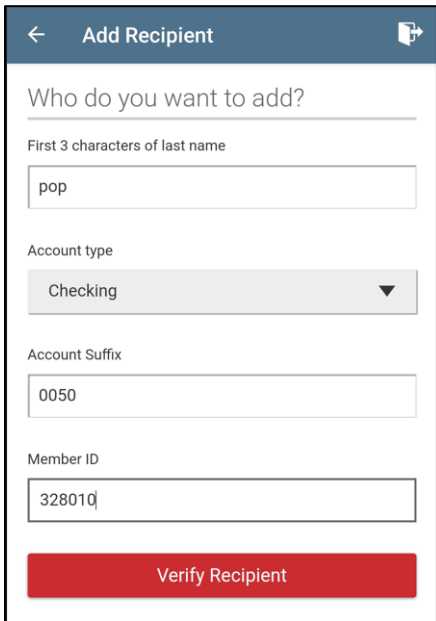 Add Recipient
Who do you want to add?
First 3 characters of last name
pop
Account type
Checking
Account Suffix
0050
Member ID
328010
Verify Recipient